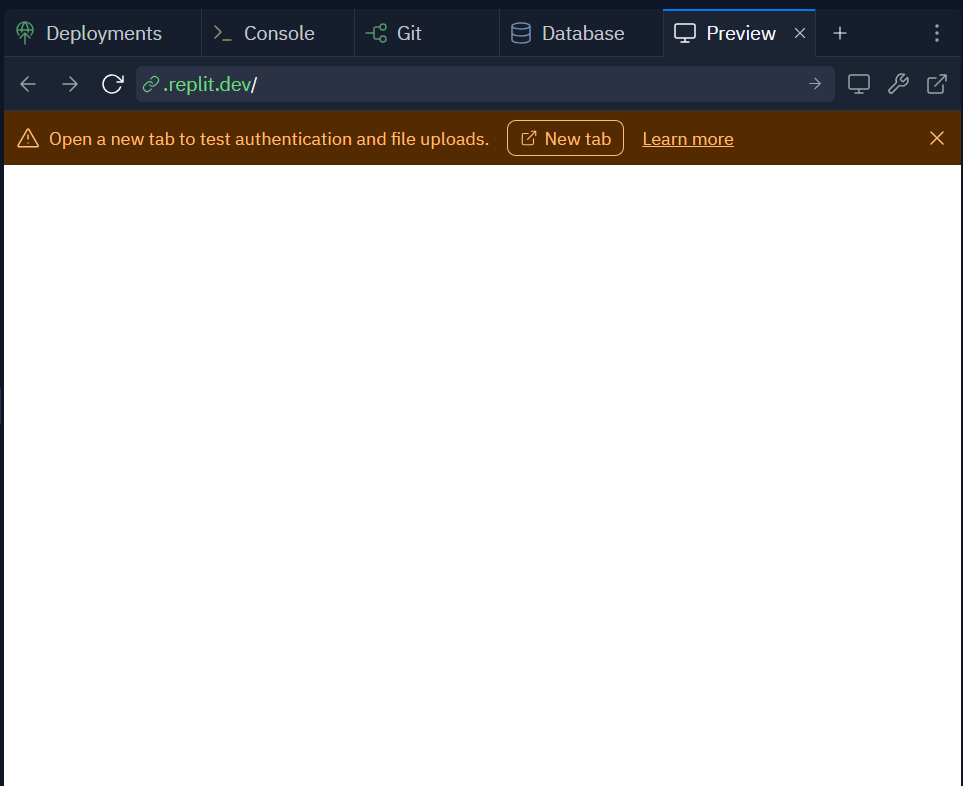 Deployments Console Git Database Preview
.replit.dev/
Open a new tab to test authentication and file uploads. New tab Learn more